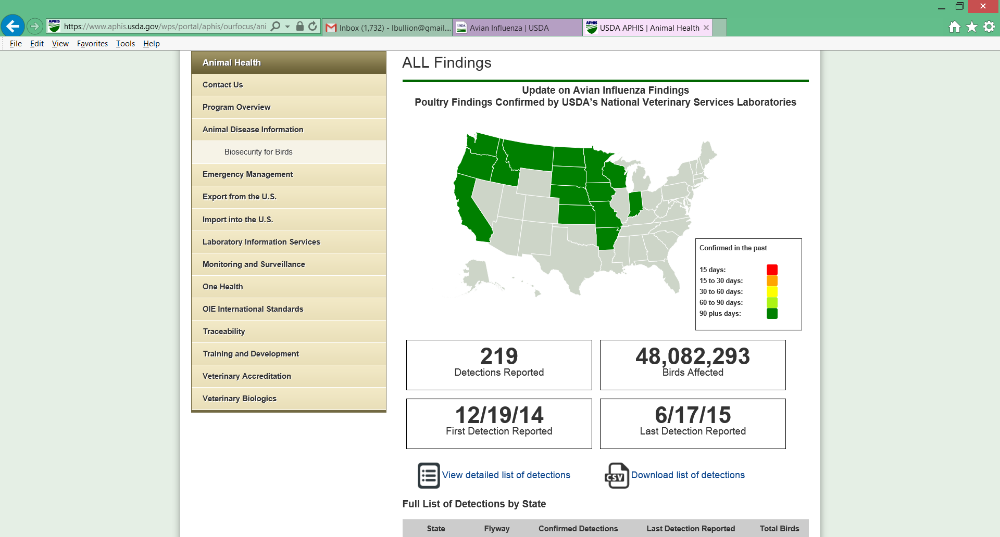 https://www.aphis.usda.gov/wps/portal/aphis/ourfocus/ani
Inbox (1,732) - lbullion@gmail....
Avian Influenza | USDA
USDA APHIS | Animal Health
File Edit View Favorites Tools Help
Animal Health
Contact Us
Program Overview
Animal Disease Information
Biosecurity for Birds
Emergency Management
Export from the U.S.
Import into the U.S.
Laboratory Information Services
Monitoring and Surveillance
One Health
OIE International Standards
Traceability
Training and Development
Veterinary Accreditation
Veterinary Biologics
ALL Findings
Update on Avian Influenza Findings
Poultry Findings Confirmed by USDA's National Veterinary Services Laboratories
Confirmed in the past
15 days:
15 to 30 days:
30 to 60 days:
60 to 90 days:
90 plus days:
219
Detections Reported
48,082,293
Birds Affected
12/19/14
First Detection Reported
6/17/15
Last Detection Reported
View detailed list of detections
CSV Download list of detections
Full List of Detections by State
State Flyway Confirmed Detections Last Detection Reported Total Birds